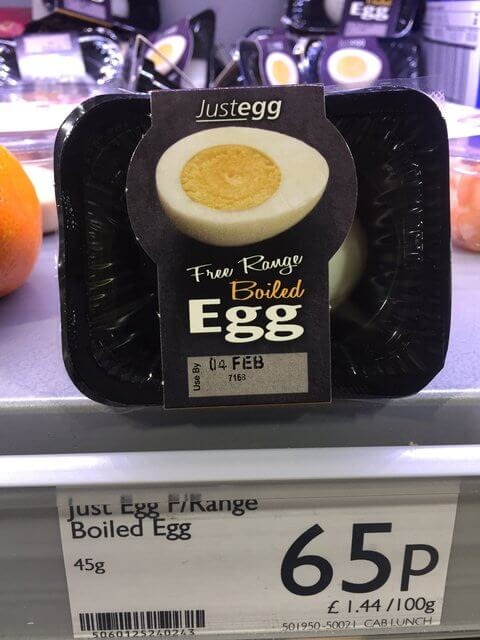 Egg
Justegg
Free Range
Boiled
Egg
Use By 04 FEB
7168
Just Egg F/Range
Boiled Egg
45g
65p
£1.44/100g
5060125240243
501950-50021 CAB LUNCH